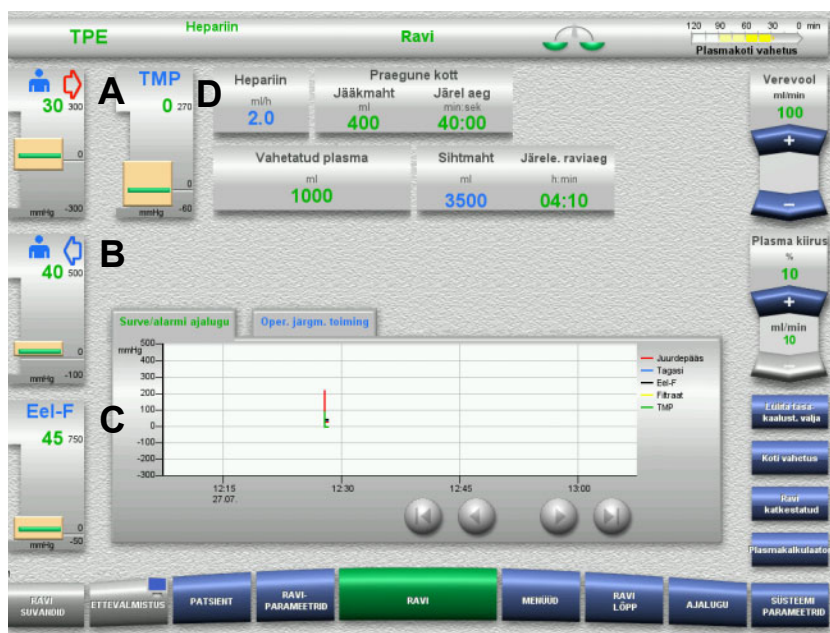 TPE
Hepariin
Ravi
120 90 60 30 0 min
Plasmakoti vahetus
A
30 300
0
mmHg -300
TMP
0 270
0
mmHg -60
D
Hepariin
ml/h
2.0
Praegune kott
Jääkmaht Järel aeg
ml min:sek
400 40:00
Vahetatud plasma
ml
1000
Sihtmaht Järele. raviaeg
ml h:min
3500 04:10
Verevool
ml/min
100
+
−
B
40 500
0
mmHg -100
Plasma kiirus
%
10
+
ml/min
10
−
Surve/alarmi ajalugu
Oper. järgm. toiming
mmHg
500
400
300
200
100
0
-100
-200
-300
12:15 12:30 12:45 13:00
27.07.
Juurdepääs
Tagasi
Eel-F
Filtraat
TMP
C
Eel-F
45 750
0
mmHg -50
Lülita tasa-
kaalust. välja
Koti vahetus
Ravi
katkestatud
Plasmakalkulaator
RAVI
SUVANDID
ETTEVALMISTUS
PATSIENT
RAVI-
PARAMEETRID
RAVI
MENÜÜD
RAVI
LÕPP
AJALUGU
SÜSTEEMI
PARAMEETRID